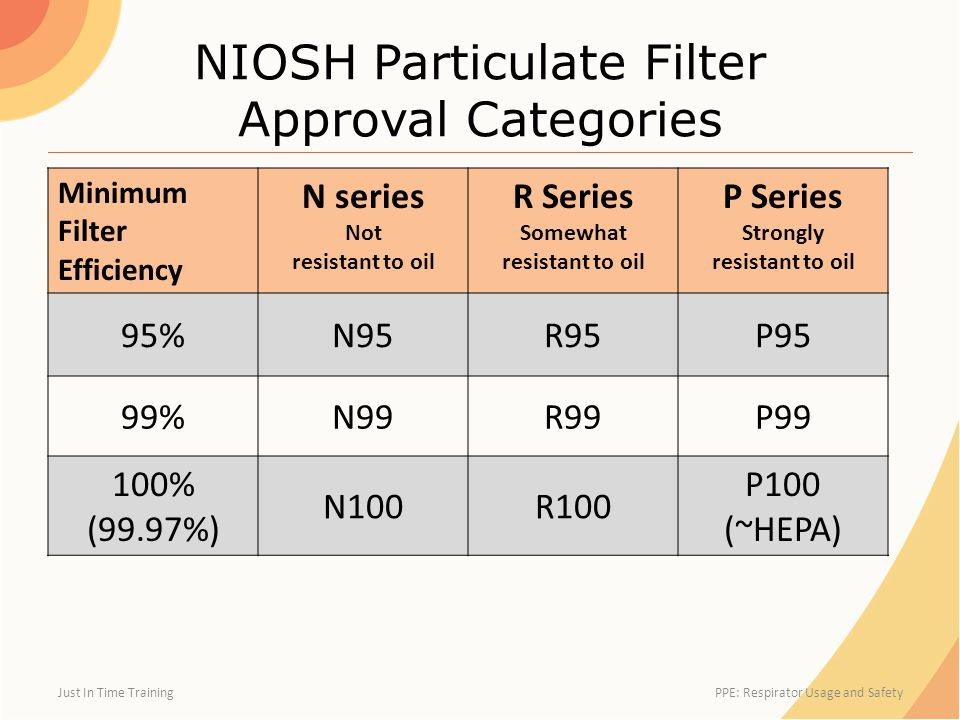 NIOSH Particulate Filter
Approval Categories
Minimum
Filter
Efficiency
N series
Not
resistant to oil
R Series
Somewhat
resistant to oil
P Series
Strongly
resistant to oil
95%
N95
R95
P95
99%
N99
R99
P99
100%
(99.97%)
N100
R100
P100
(~HEPA)
Just In Time Training
PPE: Respirator Usage and Safety